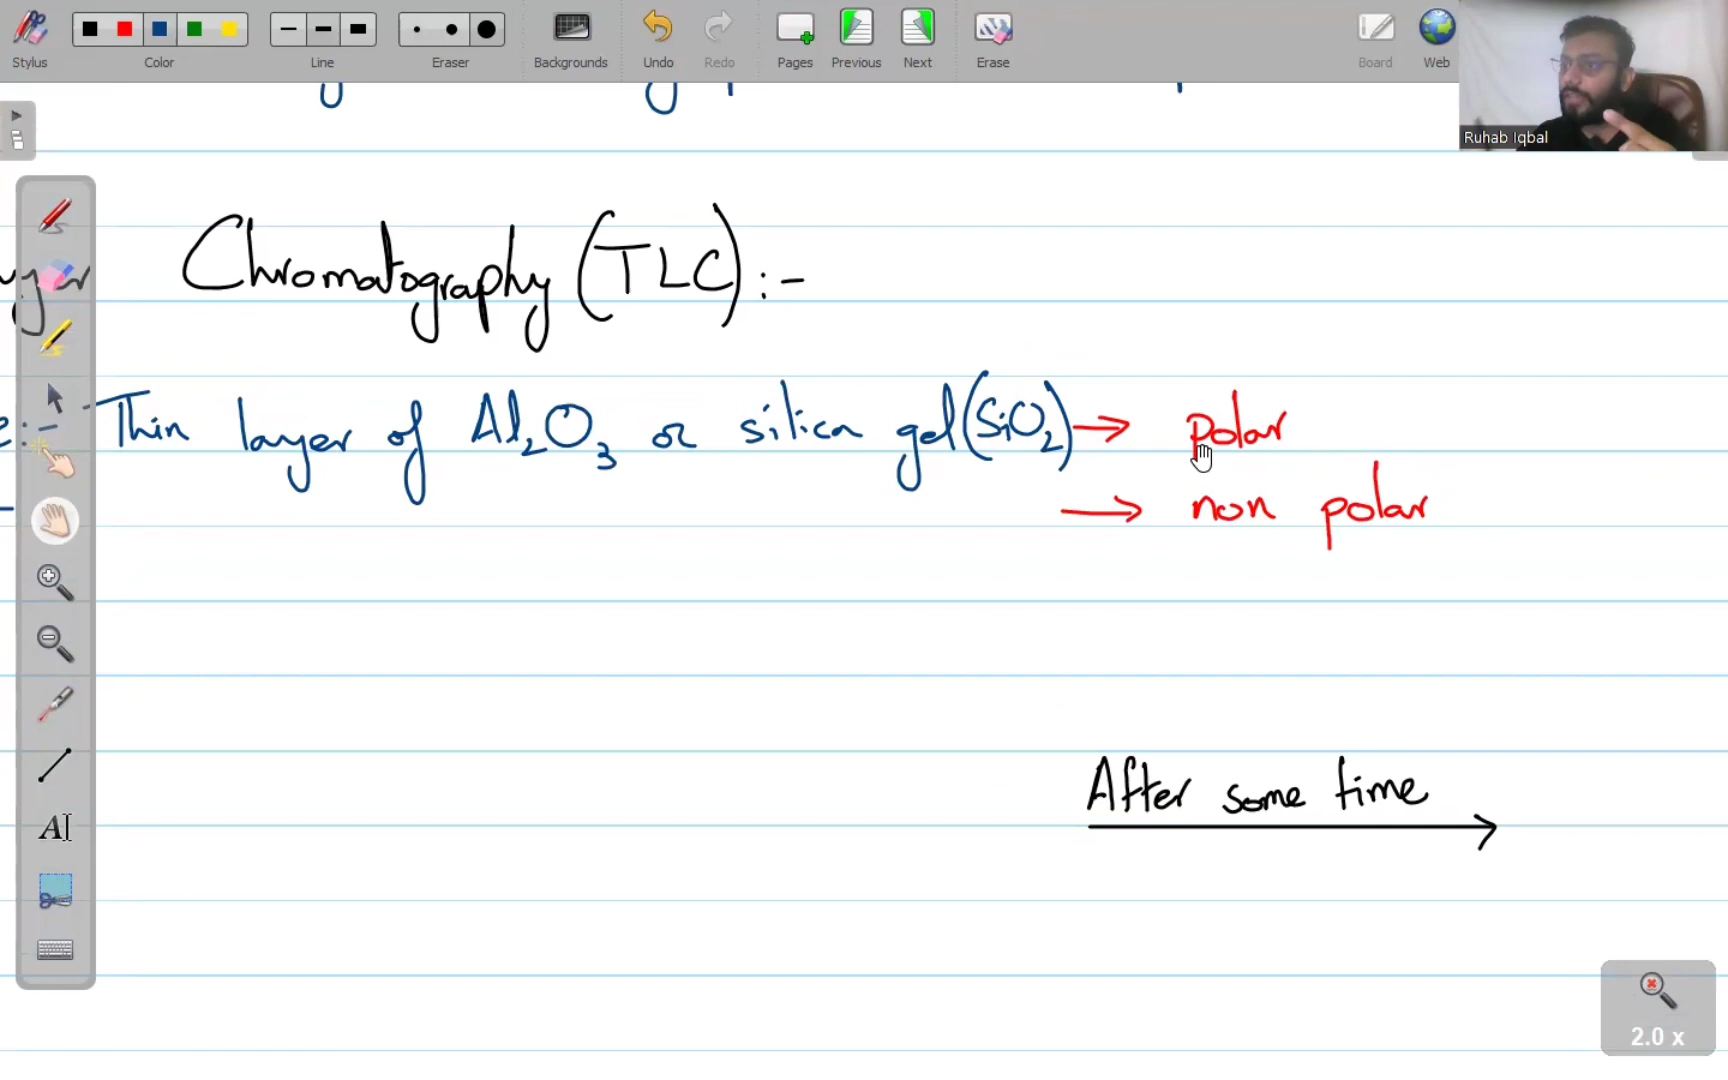 Stylus Color Line Eraser Backgrounds Undo Redo Pages Previous Next Erase Board Web
Ruhab Iqbal
Chromatography (TLC) :-
Thin layer of Al2O3 or silica gel (SiO2) → polar
→ non polar
After some time
2.0 x